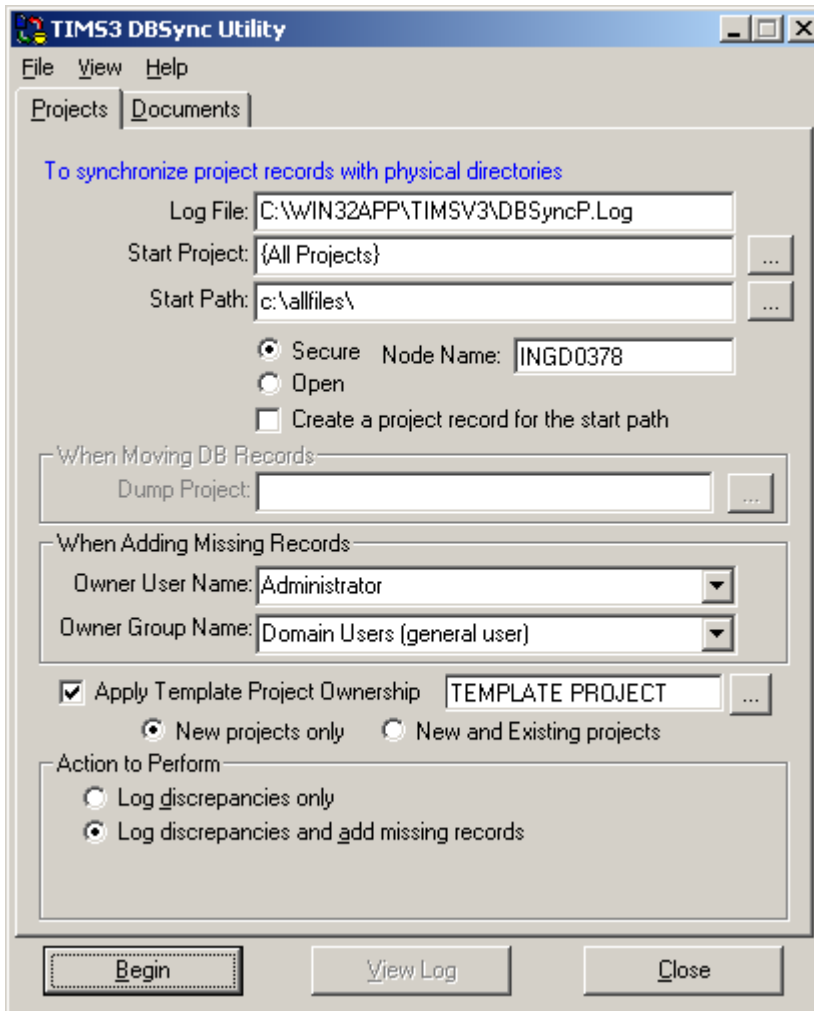 TIMS3 DBSync Utility
File View Help
Projects Documents
To synchronize project records with physical directories
Log File: C:\WIN32APP\TIMSV3\DBSyncP.Log
Start Project: {All Projects} ...
Start Path: c:\allfiles\ ...
Secure Node Name: INGD0378
Open
Create a project record for the start path
When Moving DB Records
Dump Project: ...
When Adding Missing Records
Owner User Name: Administrator
Owner Group Name: Domain Users (general user)
Apply Template Project Ownership TEMPLATE PROJECT ...
New projects only New and Existing projects
Action to Perform
Log discrepancies only
Log discrepancies and add missing records
Begin View Log Close